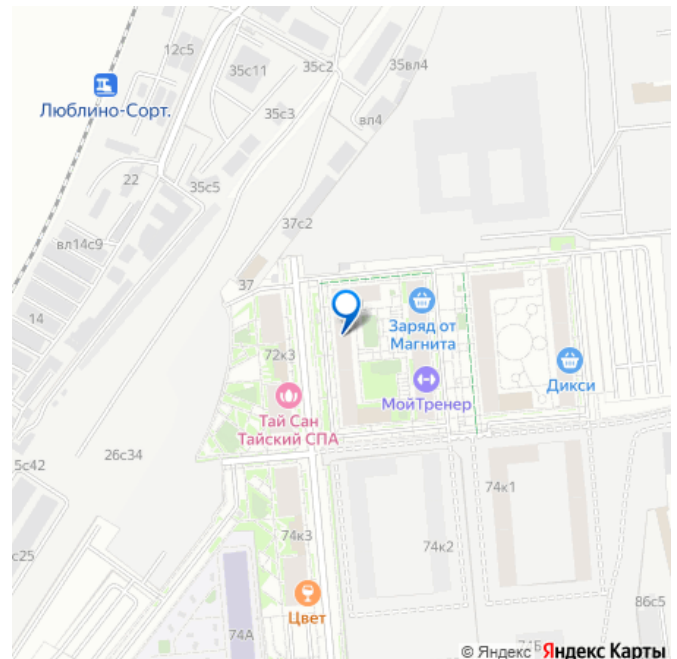 12с5
35с11
35с2
35вл4
Люблино-Сорт.
35с3
вл4
22
35с5
37с2
вл14с9
37
14
Заряд от
Магнита
72к3
Дикси
МойТренер
Тай Сан
Тайский СПА
5с42
26с34
74к1
74к3
74к2
с25
Цвет
86с5
74А
74Б
© Яндекс Яндекс Карты